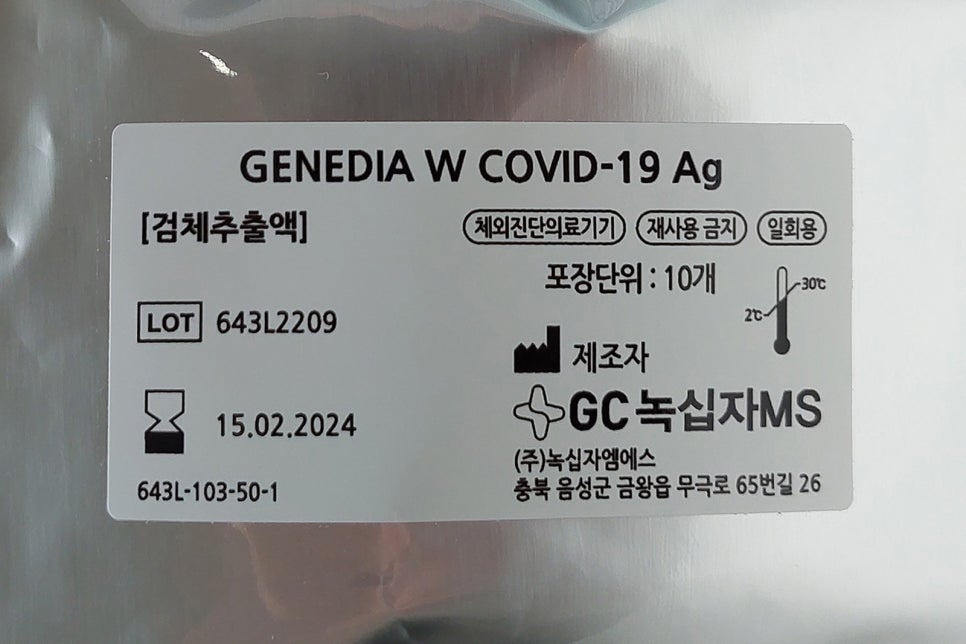 GENEDIA W COVID-19 Ag
[검체추출액]
체외진단의료기기 재사용 금지 일회용
포장단위 : 10개
30℃
2℃
LOT 643L2209
제조자
15.02.2024
GC녹십자MS
(주)녹십자엠에스
643L-103-50-1
충북 음성군 금왕읍 무극로 65번길 26